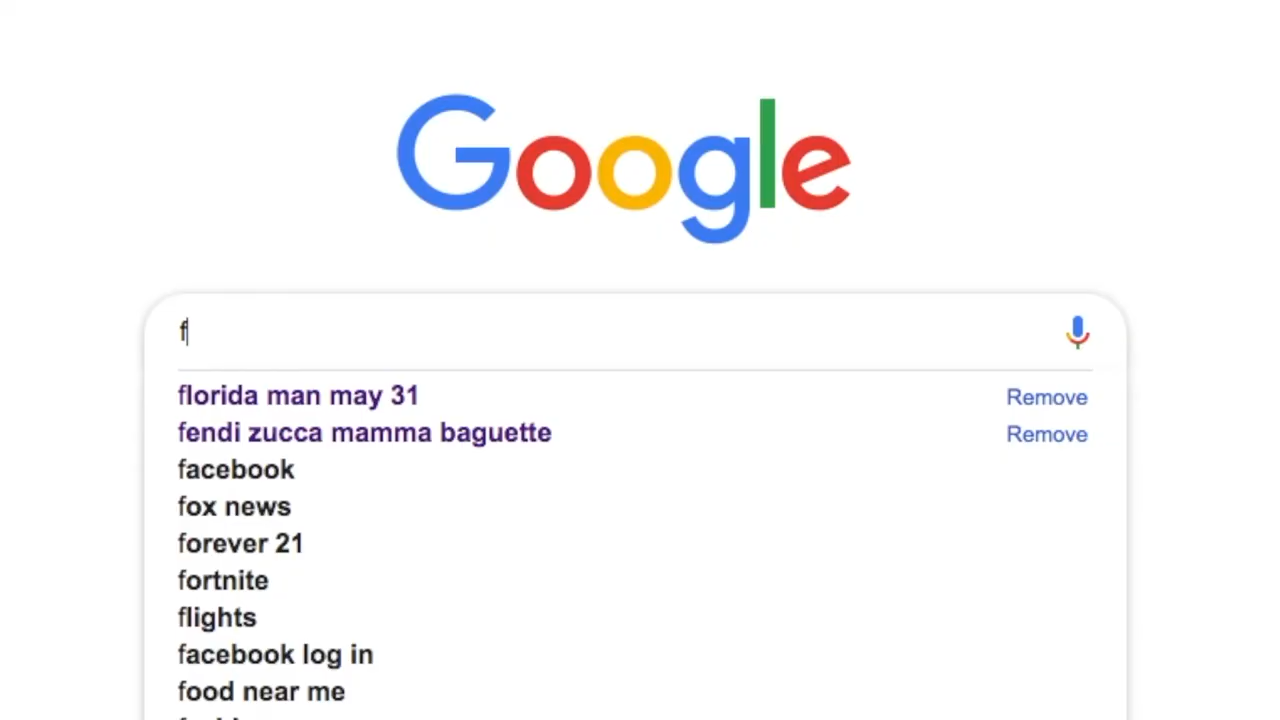 Google
f
florida man may 31 Remove
fendi zucca mamma baguette Remove
facebook
fox news
forever 21
fortnite
flights
facebook log in
food near me